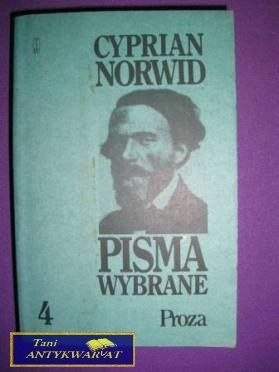 CYPRIAN
NORWID
PISMA
WYBRANE
4 Proza
Tani
ANTYKWARIAT